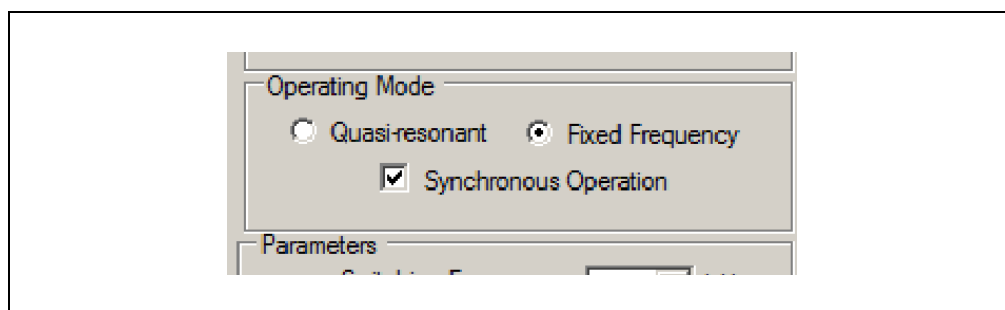 Operating Mode
Quasi-resonant Fixed Frequency
Synchronous Operation
Parameters